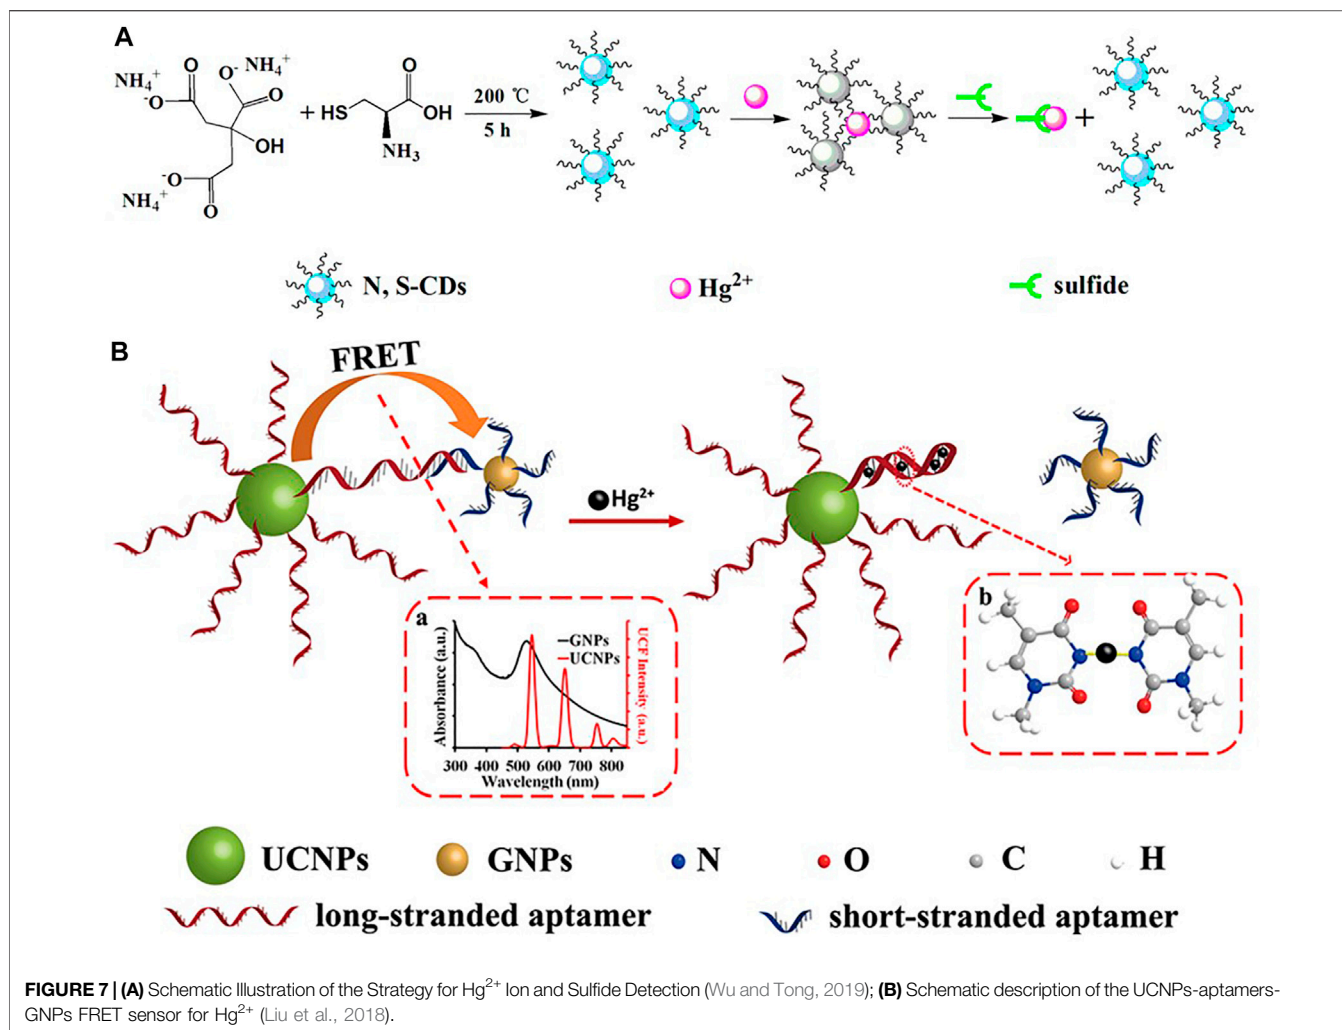 A
O
O⁻ NH₄⁺
NH₄⁺
⁻O
O
OH
⁻O
NH₄⁺
O
+
HS
O
OH
NH₃
200 ℃
5 h
+
N, S-CDs
Hg²⁺
sulfide
B
FRET
Hg²⁺
a
GNPs
UCNPs
Absorbance (a.u.)
UCF Intensity (a.u.)
300 400 500 600 700 800
Wavelength (nm)
b
UCNPs
GNPs
N
O
C
H
long-stranded aptamer
short-stranded aptamer
FIGURE 7 | (A) Schematic Illustration of the Strategy for Hg²⁺ Ion and Sulfide Detection (Wu and Tong, 2019); (B) Schematic description of the UCNPs-aptamers-
GNPs FRET sensor for Hg²⁺ (Liu et al., 2018).